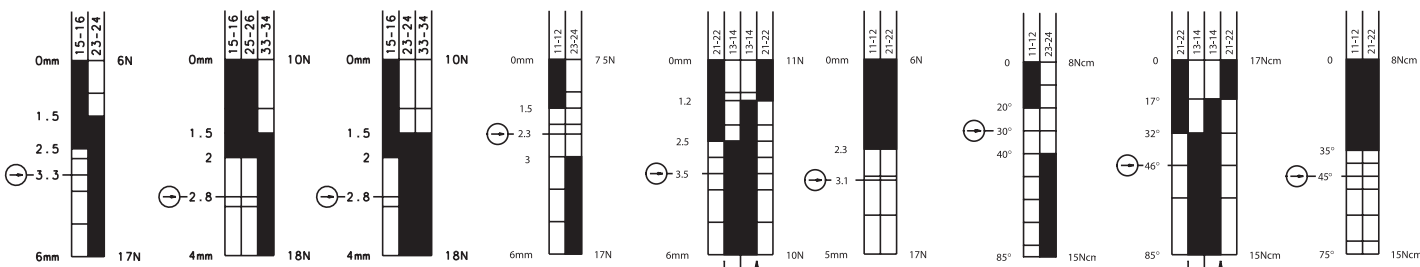 15-16 23-24
0mm 6N
1.5
2.5
3.3
6mm 17N
15-16 25-26 33-34
0mm 10N
1.5
2
2.8
4mm 18N
15-16 23-24 33-34
0mm 10N
1.5
2
2.8
4mm 18N
11-12 23-24
0mm 7 5N
1.5
2.3
3
6mm 17N
21-22 13-14 13-14 21-22
0mm 11N
1.2
2.5
3.5
6mm 10N
11-12 21-22
0mm 6N
2.3
3.1
5mm 17N
11-12 23-24
0 8Ncm
20°
30°
40°
85° 15Ncm
21-22 13-14 13-14 21-22
0 17Ncm
17°
32°
46°
85° 15Ncm
11-12 21-22
0 8Ncm
35°
45°
75° 15Ncm